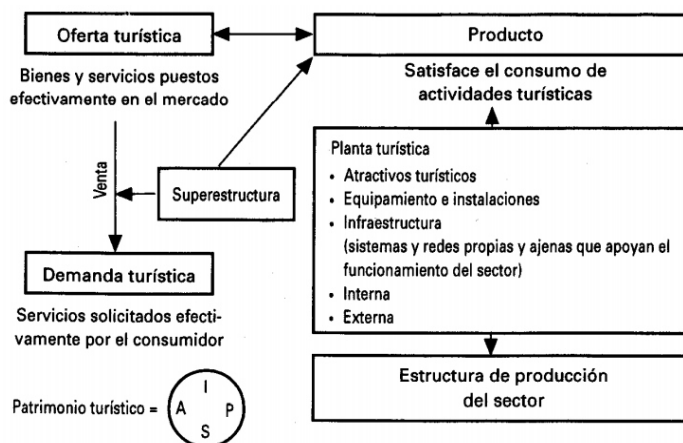 Oferta turística
Bienes y servicios puestos
efectivamente en el mercado
Venta
Superestructura
Demanda turística
Servicios solicitados efecti-
vamente por el consumidor
Patrimonio turístico =
I
A P
S
Producto
Satisface el consumo de
actividades turísticas
Planta turística
• Atractivos turísticos
• Equipamiento e instalaciones
• Infraestructura
(sistemas y redes propias y ajenas que apoyan el
funcionamiento del sector)
• Interna
• Externa
Estructura de producción
del sector